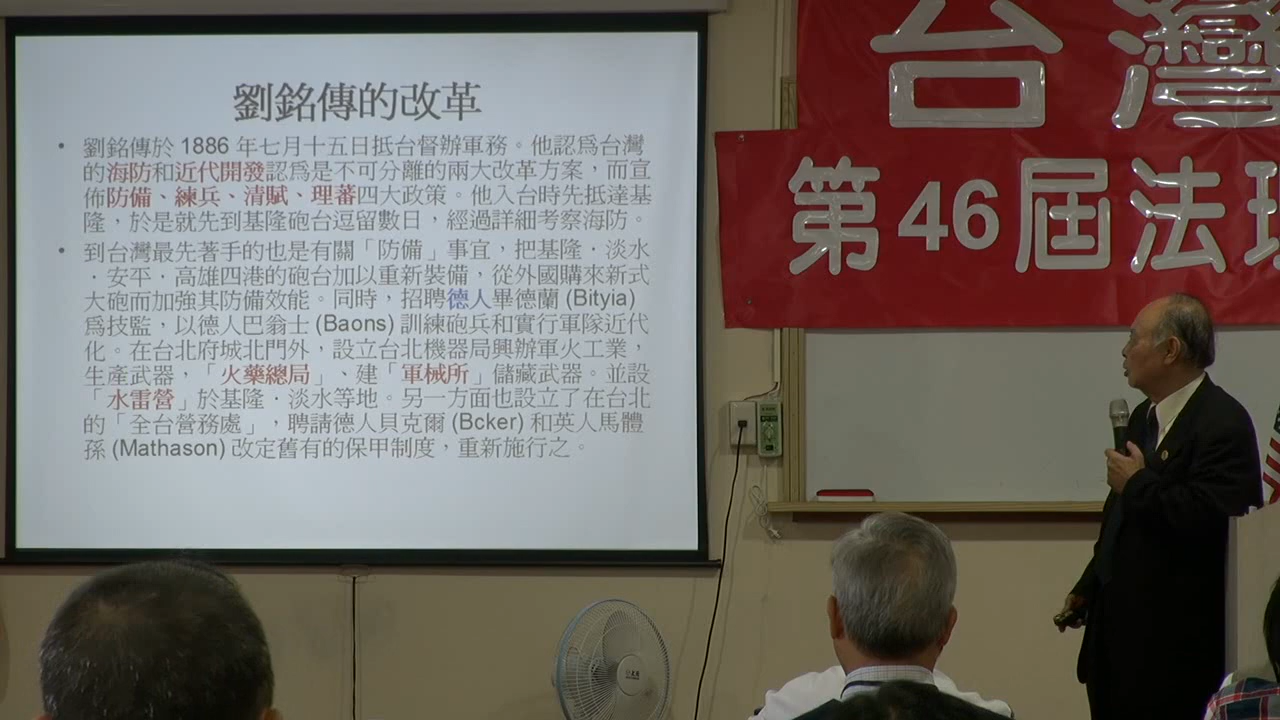 劉銘傳的改革
• 劉銘傳於 1886 年七月十五日抵台督辦軍務。他認為台灣
的海防和近代開發認為是不可分離的兩大改革方案，而宣
佈防備、練兵、清賦、理蕃四大政策。他入台時先抵達基
隆，於是就先到基隆砲台逗留數日，經過詳細考察海防。
• 到台灣最先著手的也是有關「防備」事宜，把基隆．淡水
．安平．高雄四港的砲台加以重新裝備，從外國購來新式
大砲而加強其防備效能。同時，招聘德人畢德蘭 (Bityia)
為技監，以德人巴翁士 (Baons) 訓練砲兵和實行軍隊近代
化。在台北府城北門外，設立台北機器局興辦軍火工業，
生產武器，「火藥總局」、建「軍械所」儲藏武器。並設
「水雷營」於基隆．淡水等地。另一方面也設立了在台北
的「全台營務處」，聘請德人貝克爾 (Bcker) 和英人馬體
孫 (Mathason) 改定舊有的保甲制度，重新施行之。
台灣
第46屆法理